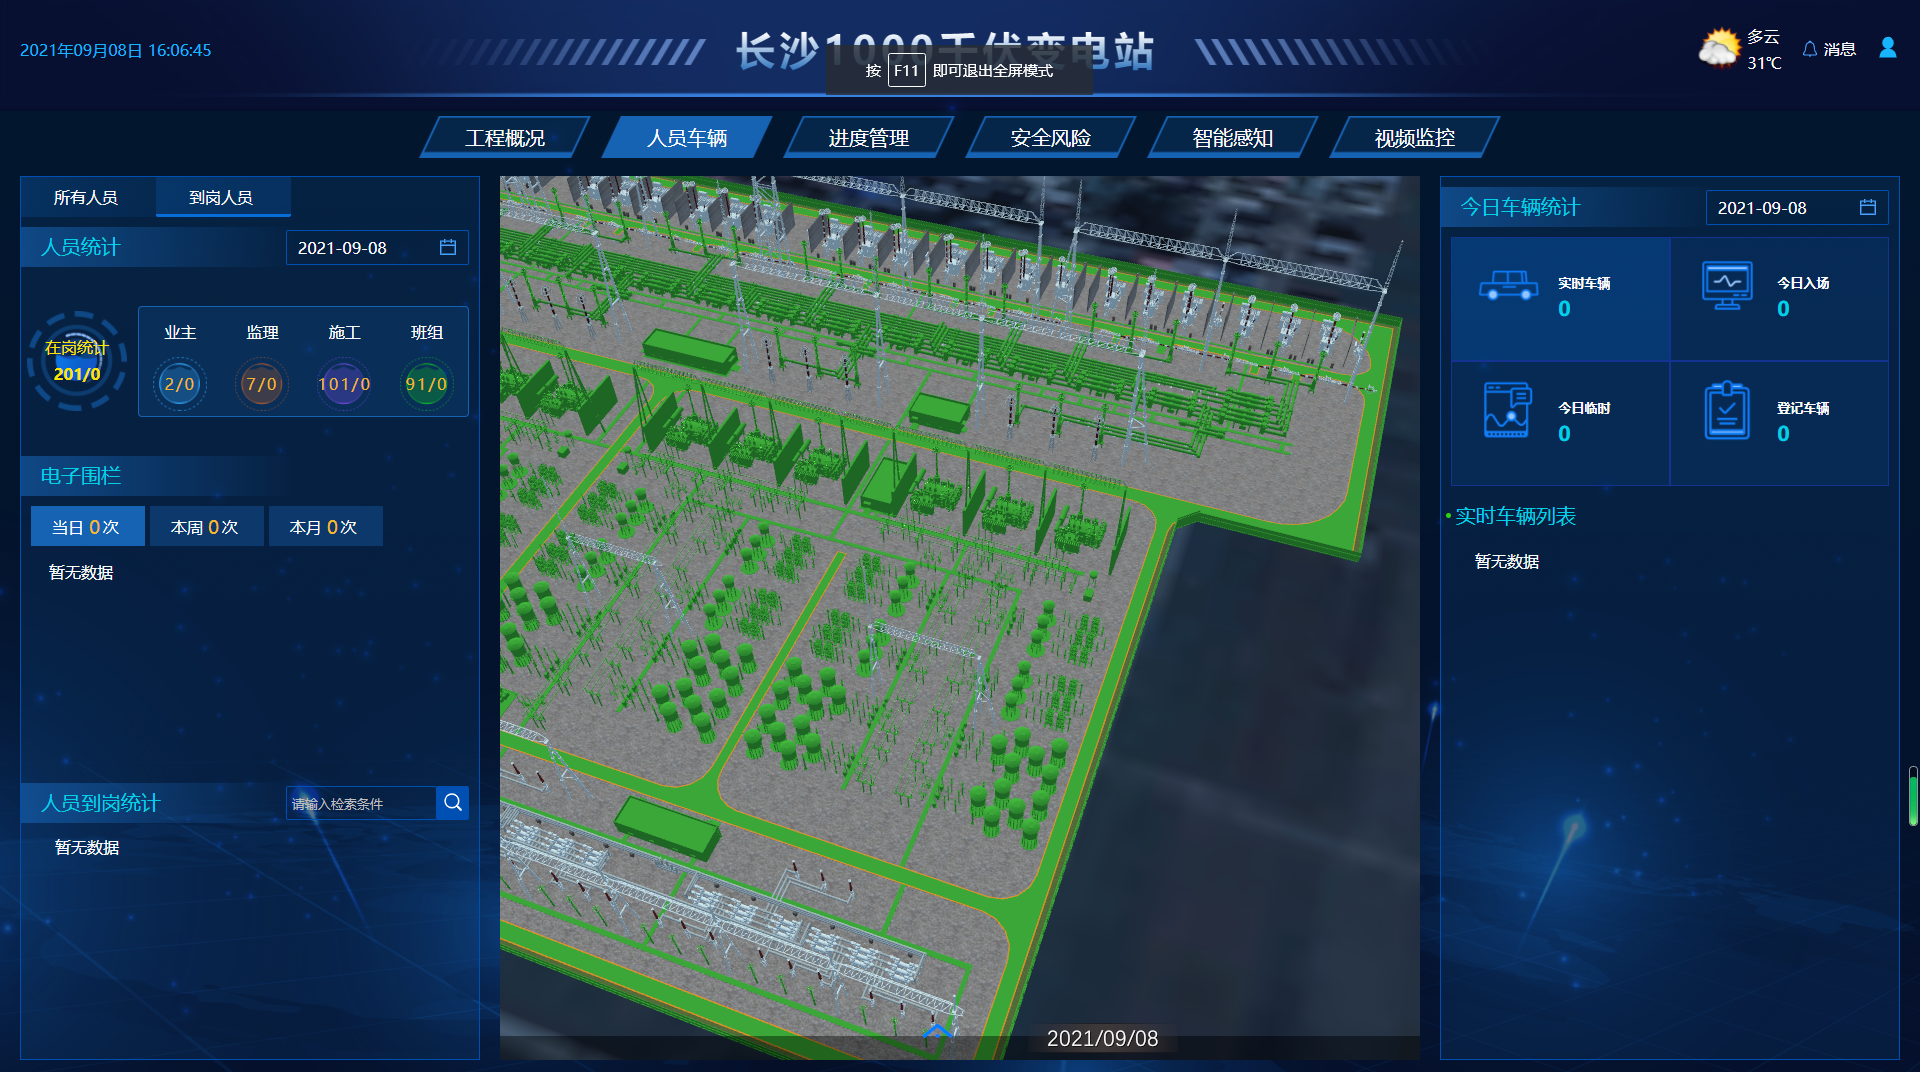 2021年09月08日 16:06:45
长沙1000千伏变电站
按 F11 即可退出全屏模式
多云
31℃
消息
工程概况
人员车辆
进度管理
安全风险
智能感知
视频监控
所有人员
到岗人员
人员统计
2021-09-08
在岗统计
201/0
业主
监理
施工
班组
2/0
7/0
101/0
91/0
电子围栏
当日 0 次
本周 0 次
本月 0 次
暂无数据
人员到岗统计
请输入检索条件
暂无数据
2021/09/08
今日车辆统计
2021-09-08
实时车辆
0
今日入场
0
今日临时
0
登记车辆
0
实时车辆列表
暂无数据